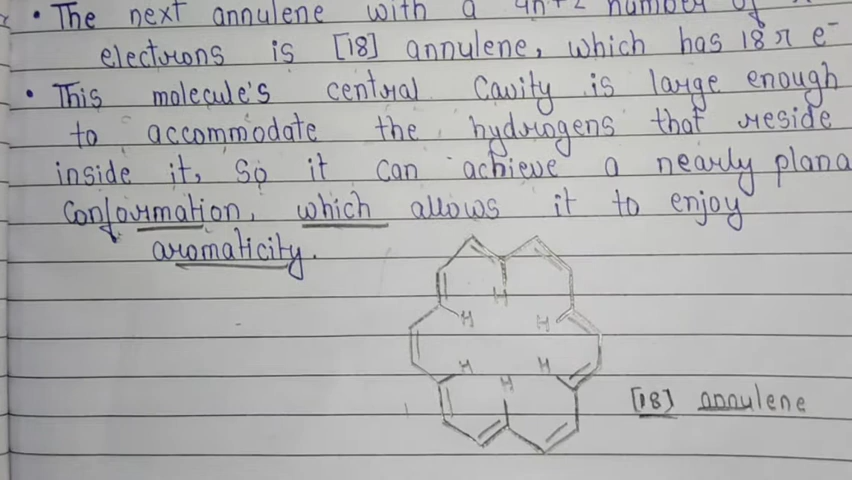 • The next annulene with a 4n+2 number of
electrons is [18] annulene, which has 18 π e⁻
• This molecule's central cavity is large enough
to accommodate the hydrogens that reside
inside it, so it can achieve a nearly plana
conformation, which allows it to enjoy
aromaticity.
H
H H
H H
H
[18] annulene